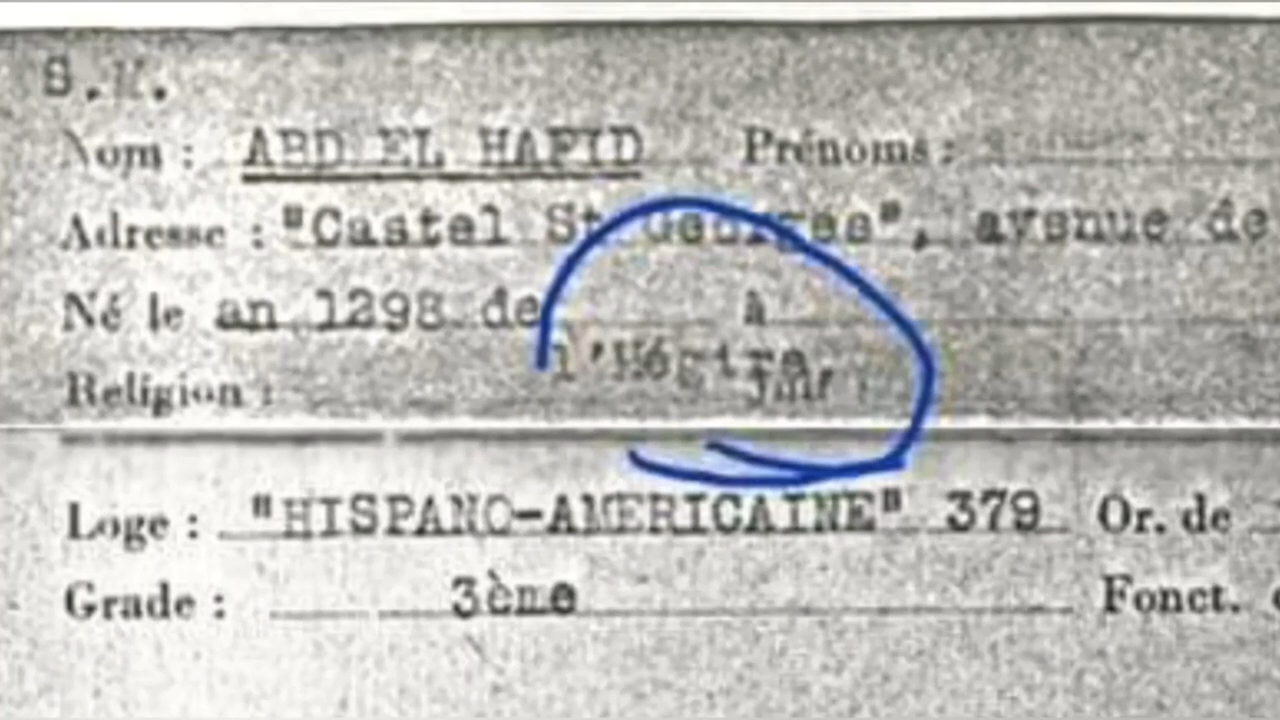 S.M.
Nom : ABD EL HAFID Prénoms :
Adresse : "Castel St Georges", avenue de
Né le an 1298 de à
l'Hégire
Religion :
Loge : "HISPANO-AMERICAINE" 379 Or. de
Grade : 3ème Fonct.